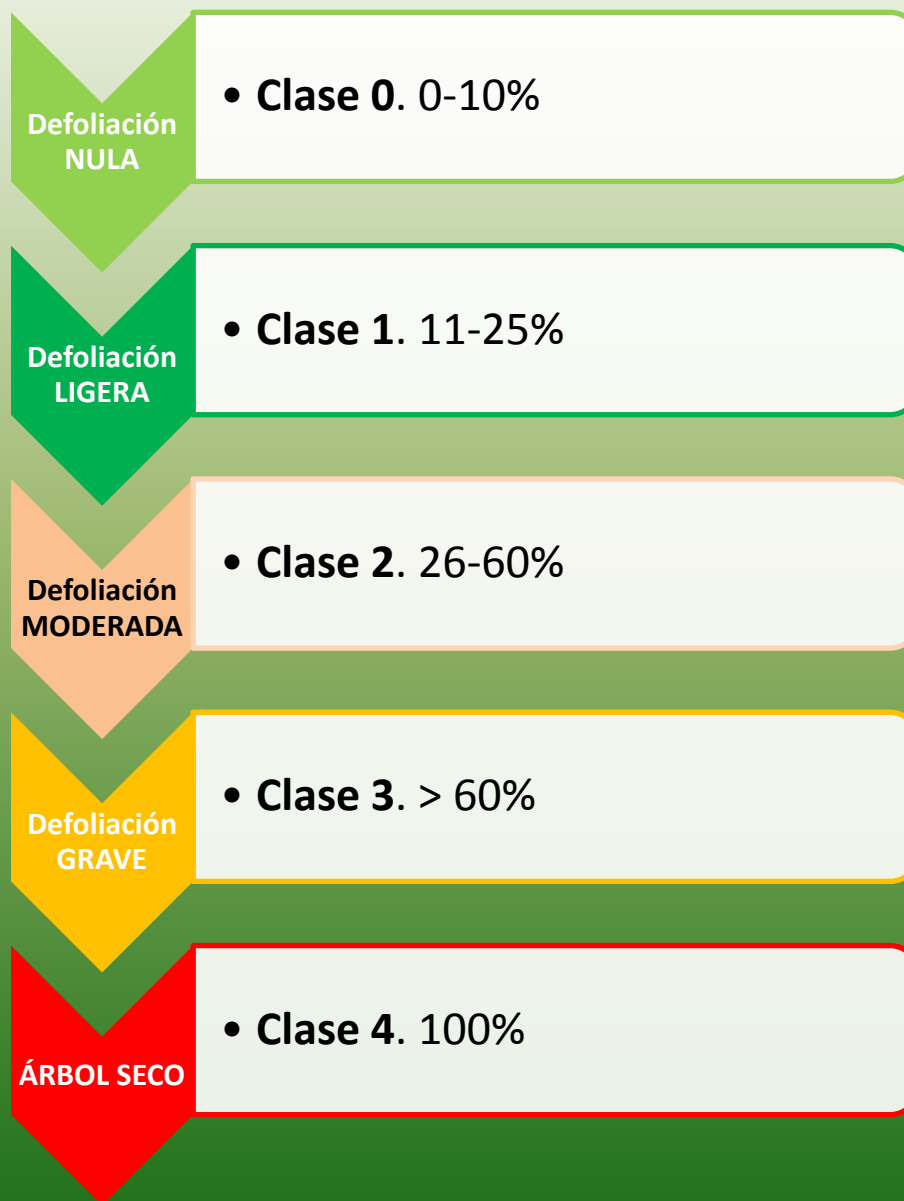 Defoliación
NULA
• Clase 0. 0-10%
Defoliación
LIGERA
• Clase 1. 11-25%
Defoliación
MODERADA
• Clase 2. 26-60%
Defoliación
GRAVE
• Clase 3. > 60%
ÁRBOL SECO
• Clase 4. 100%